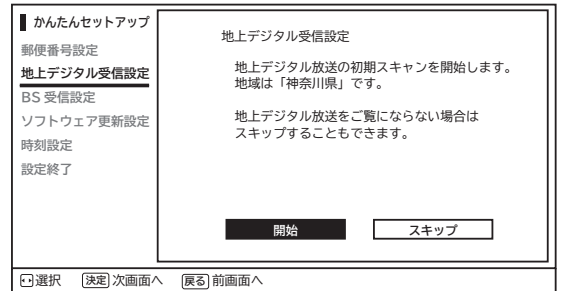 かんたんセットアップ
郵便番号設定
地上デジタル受信設定
BS 受信設定
ソフトウェア更新設定
時刻設定
設定終了
地上デジタル受信設定
地上デジタル放送の初期スキャンを開始します。
地域は「神奈川県」です。
地上デジタル放送をご覧にならない場合は
スキップすることもできます。
開始 スキップ
選択 決定 次画面へ 戻る 前画面へ